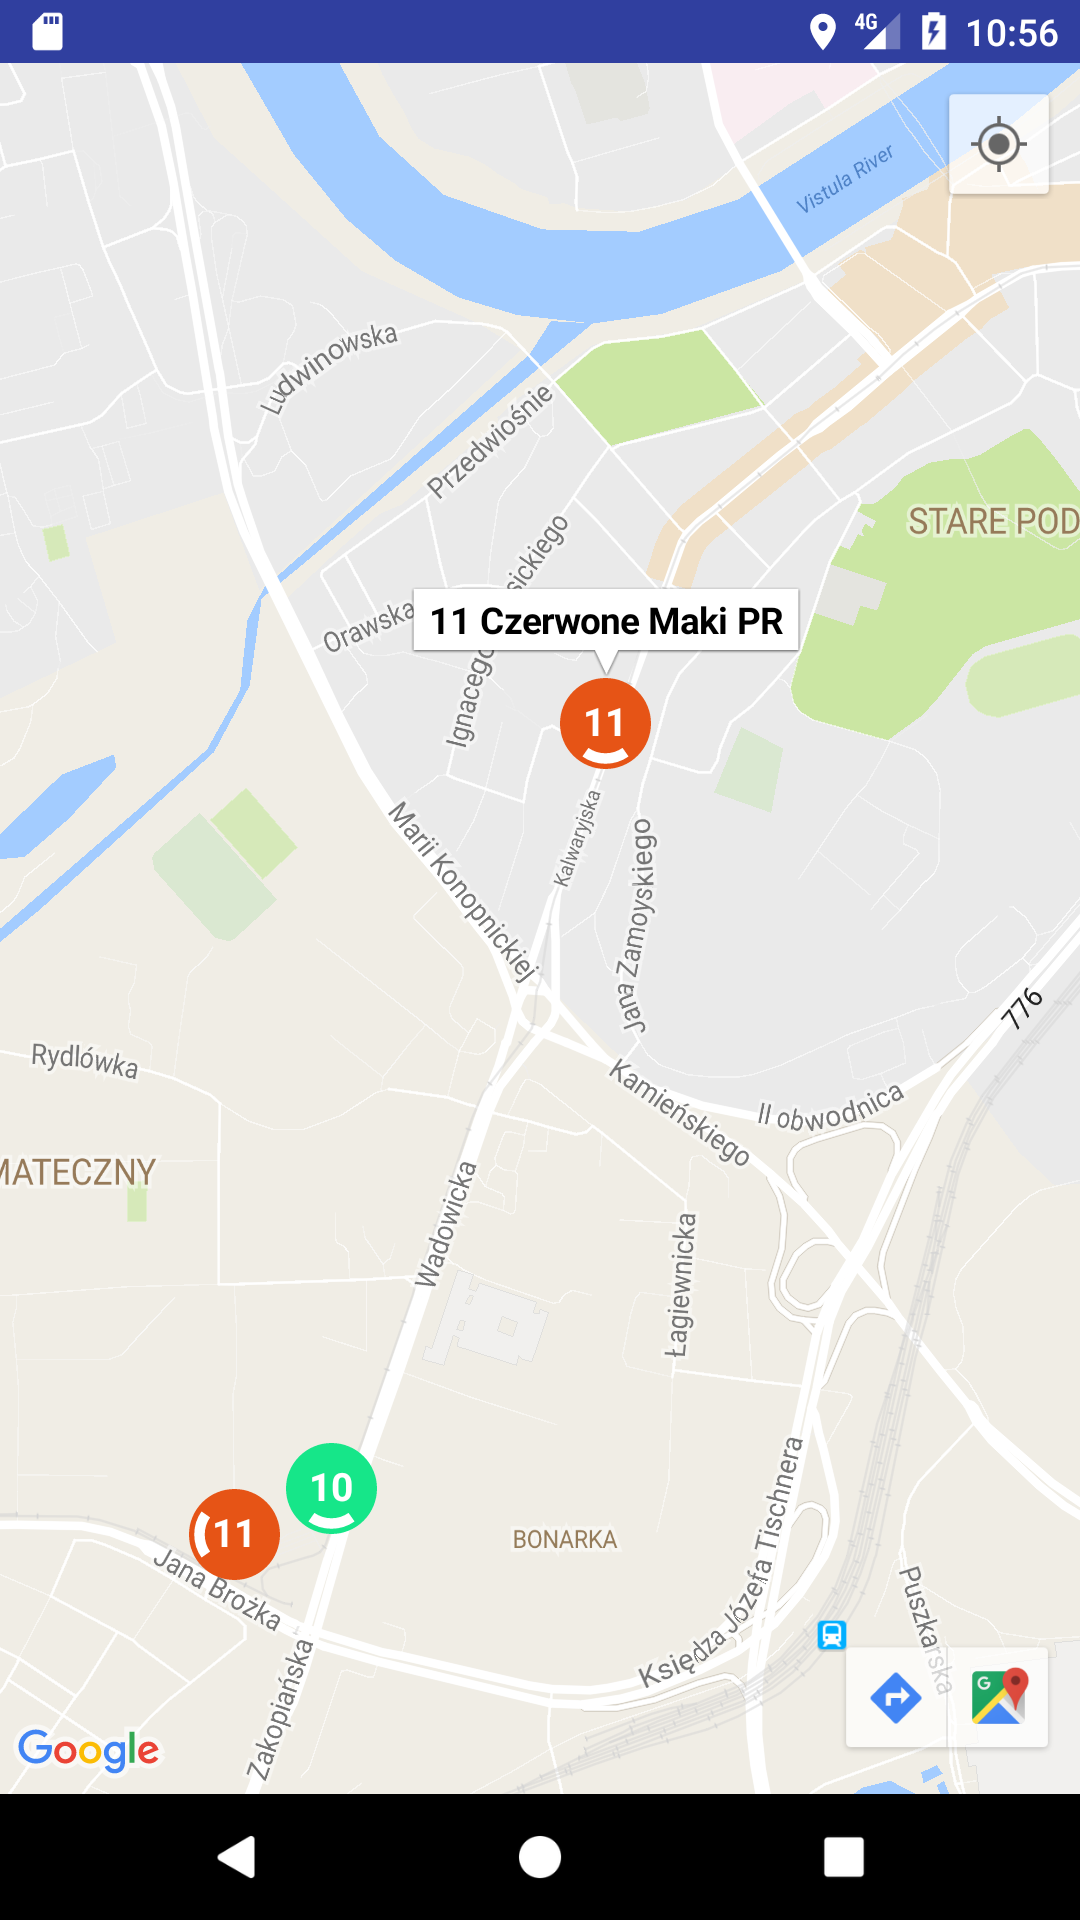 4G 10:56
Vistula River
Ludwinowska
Przedwiośnie
STARE POD
sickiego
Orawska
11 Czerwone Maki PR
Ignacego
11
Kalwaryjska
Marii Konopnickiej
Jana Zamoyskiego
776
Rydlówka
Kamieńskiego
II obwodnica
MATECZNY
Wadowicka
Łagiewnicka
10
11
Jana Brożka
BONARKA
Księdza Józefa Tischnera
Puszkarska
Zakopiańska
G
Google